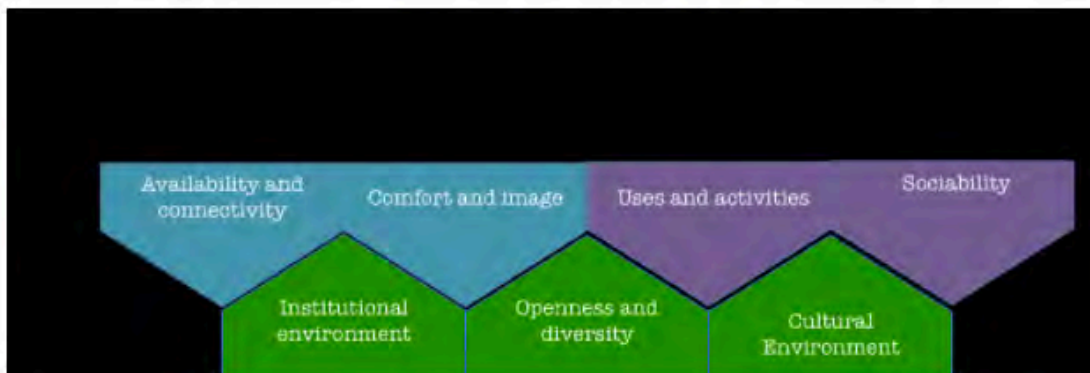 Availability and
connectivity
Comfort and image
Uses and activities
Sociability
Institutional
environment
Openness and
diversity
Cultural
Environment